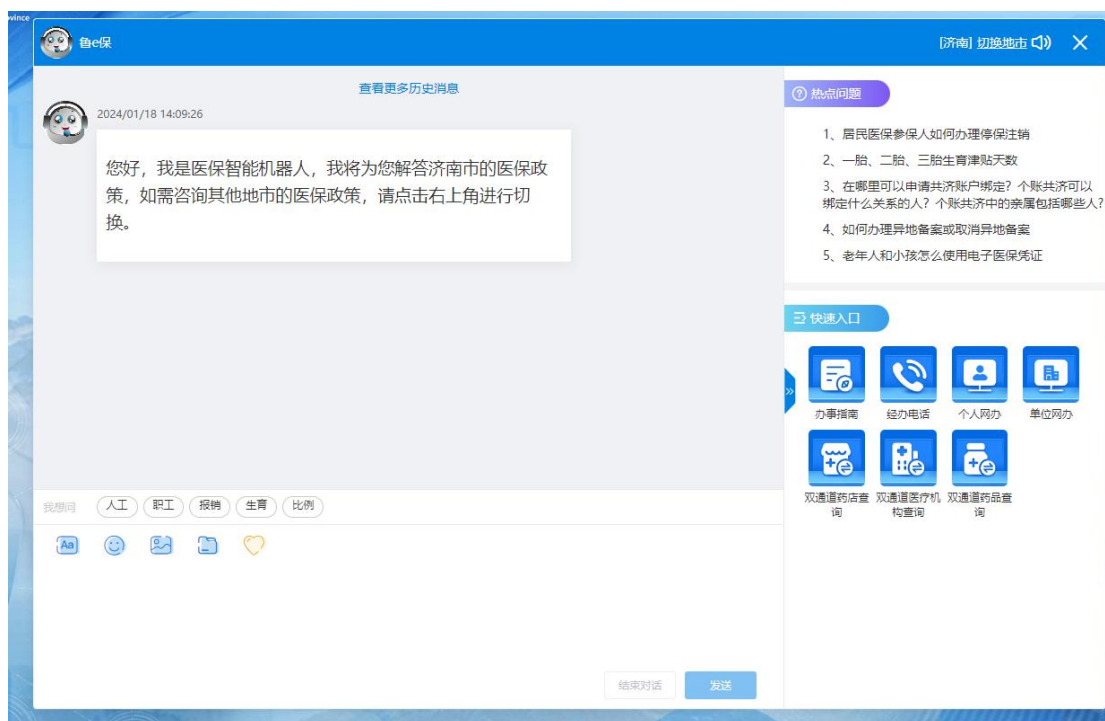 vince
鲁e保
[济南] 切换地市
查看更多历史消息
2024/01/18 14:09:26
您好，我是医保智能机器人，我将为您解答济南市的医保政
策，如需咨询其他地市的医保政策，请点击右上角进行切
换。
我想问
人工 职工 报销 生育 比例
Aa
结束对话 发送
热点问题
1、居民医保参保人如何办理停保注销
2、一胎、二胎、三胎生育津贴天数
3、在哪里可以申请共济账户绑定？个账共济可以
绑定什么关系的人？个账共济中的亲属包括哪些人?
4、如何办理异地备案或取消异地备案
5、老年人和小孩怎么使用电子医保凭证
快速入口
办事指南 经办电话 个人网办 单位网办
双通道药店查 双通道医疗机 双通道药品查
询 构查询 询